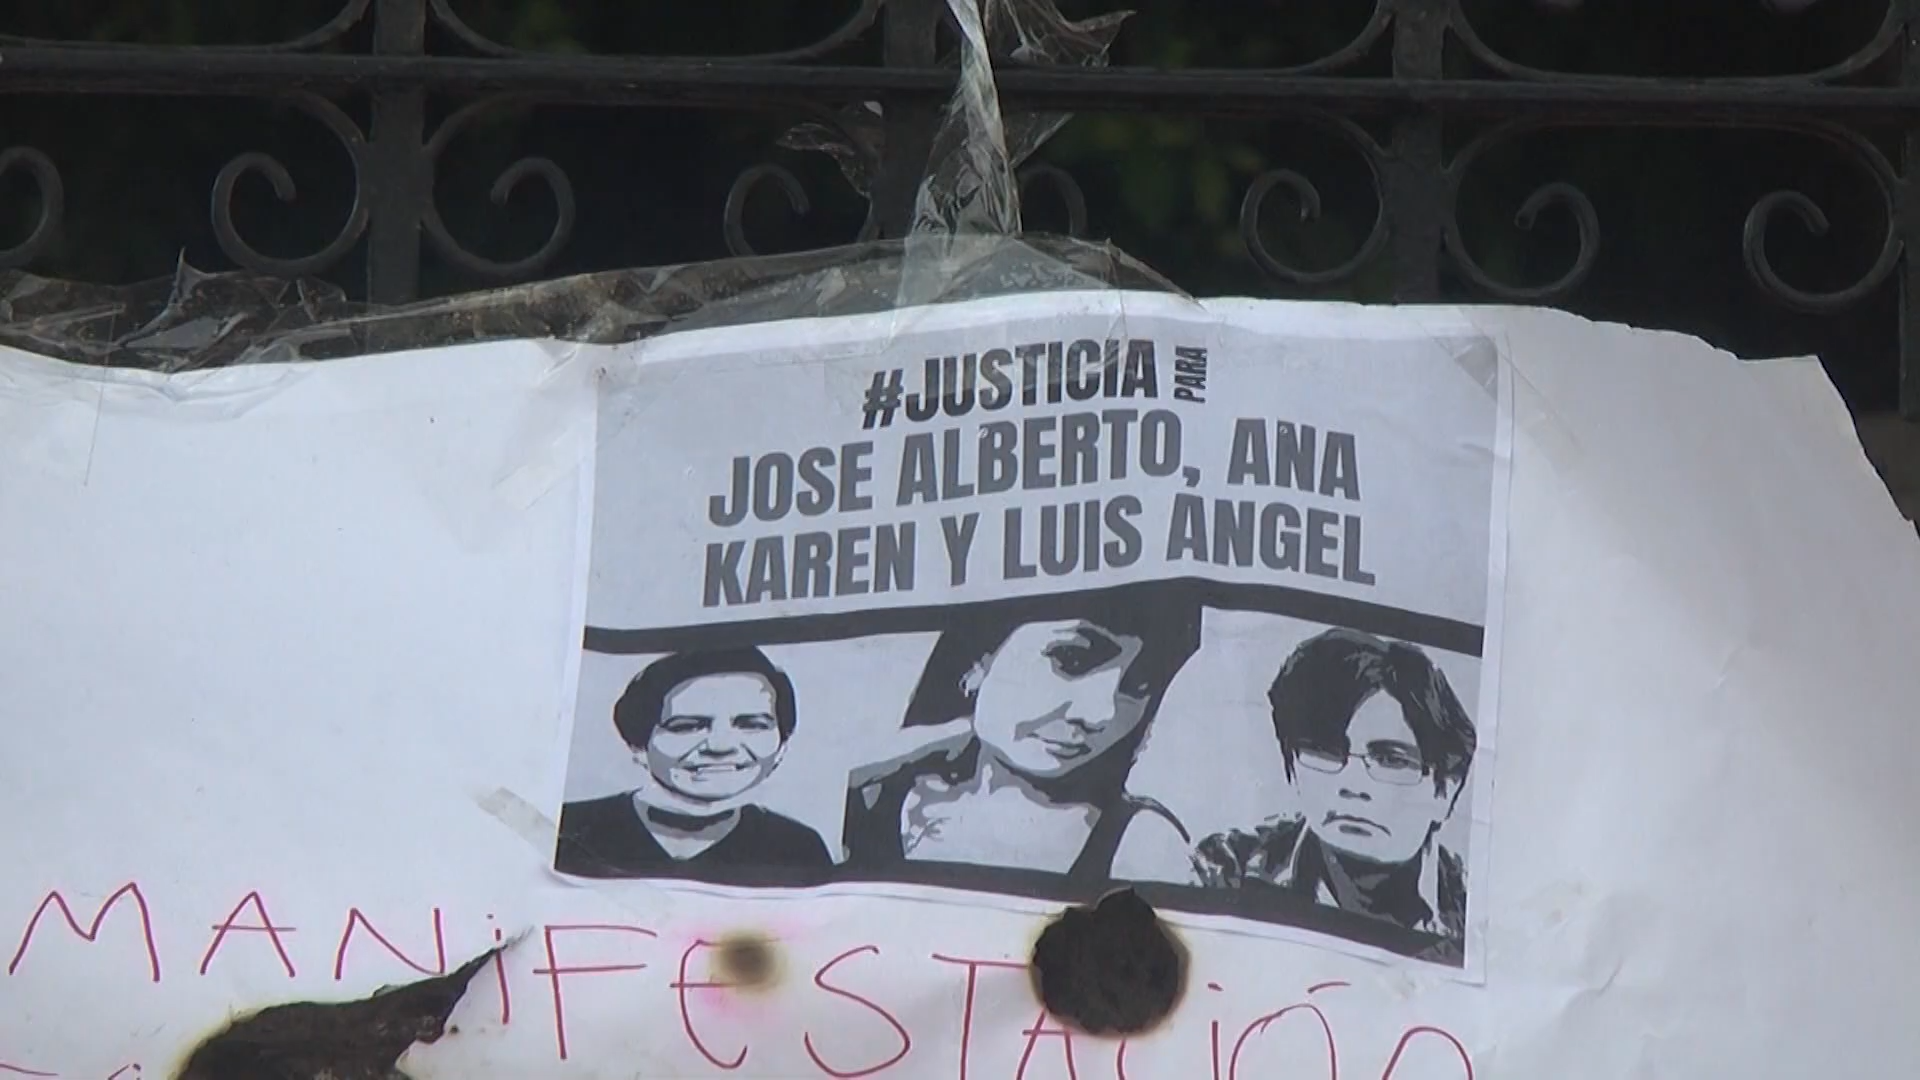 #JUSTICIA PARA
JOSE ALBERTO, ANA
KAREN Y LUIS ANGEL
MANiFESTACiÓN